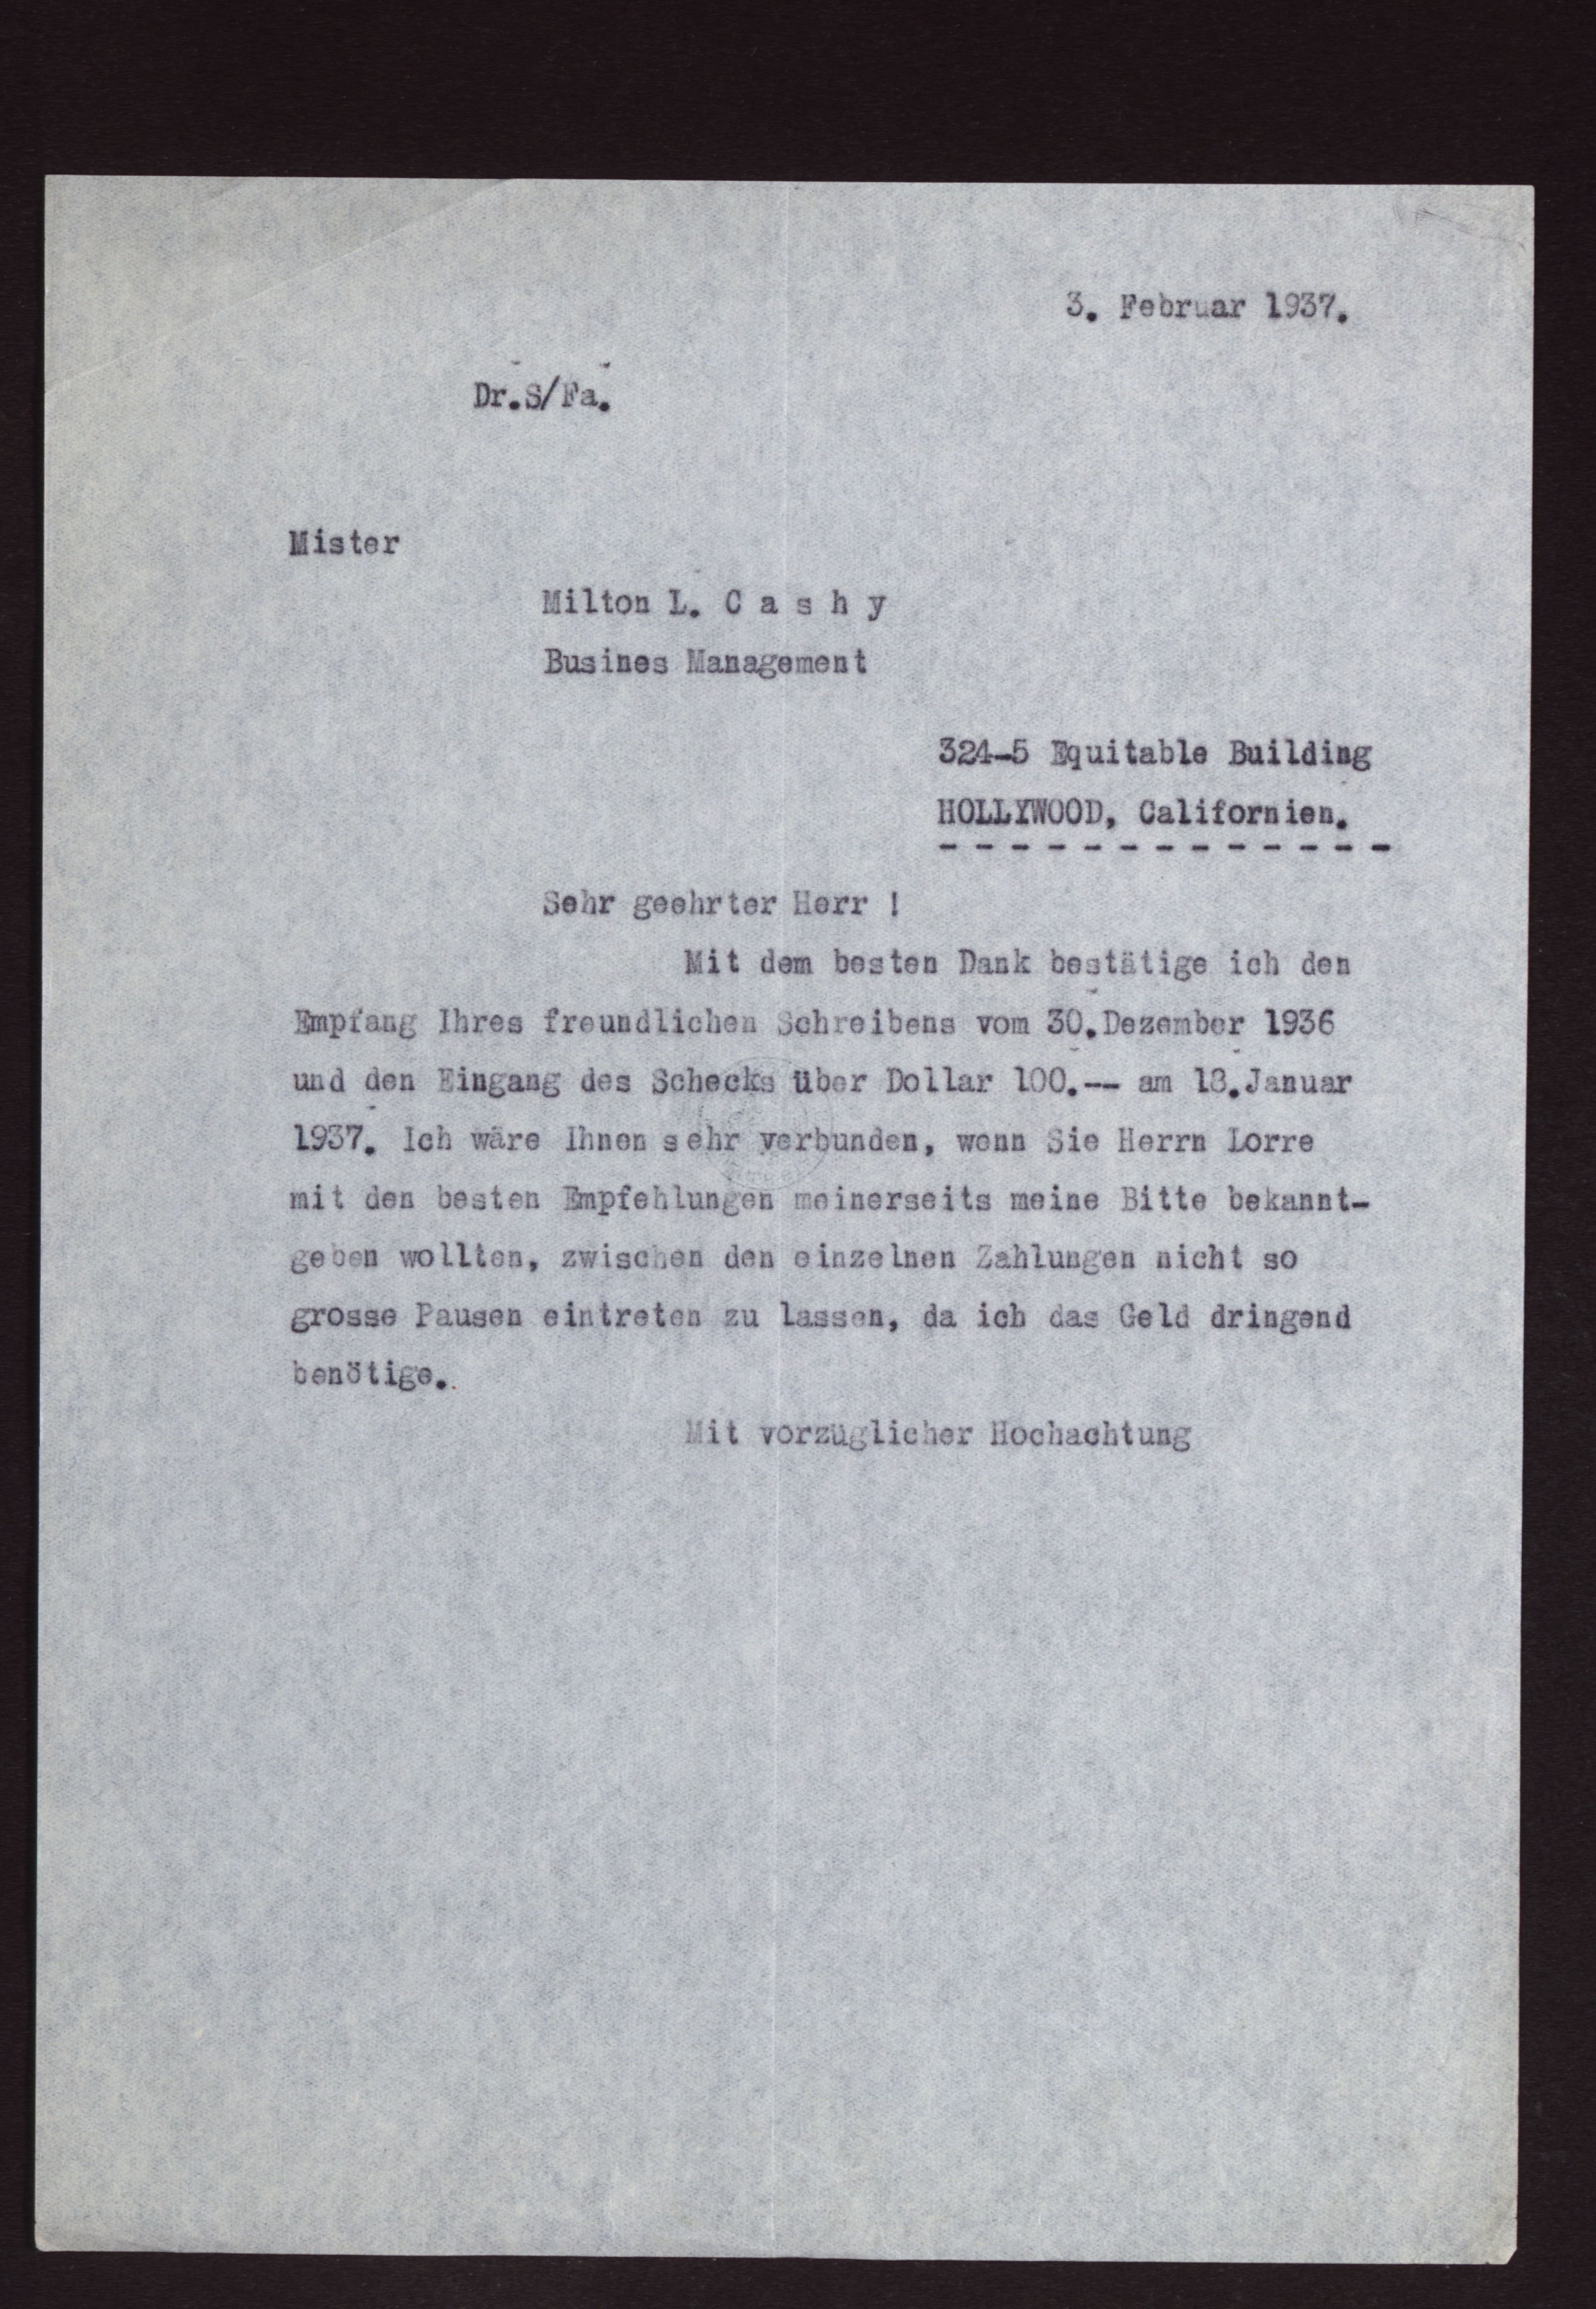 3. Februar 1937.
Dr.S/Fa.
Mister
Milton L. C a s h y
Busines Management
324-5 Equitable Building
HOLLYWOOD, Californien.
- - - - - - - - - - - - -
Sehr geehrter Herr !
Mit dem besten Dank bestätige ich den
Empfang Ihres freundlichen Schreibens vom 30.Dezember 1936
und den Eingang des Schecks über Dollar 100.-- am 18.Januar
1937. Ich wäre Ihnen sehr verbunden, wenn Sie Herrn Lorre
mit den besten Empfehlungen meinerseits meine Bitte bekannt-
geben wollten, zwischen den einzelnen Zahlungen nicht so
grosse Pausen eintreten zu lassen, da ich das Geld dringend
benötige.
Mit vorzüglicher Hochachtung